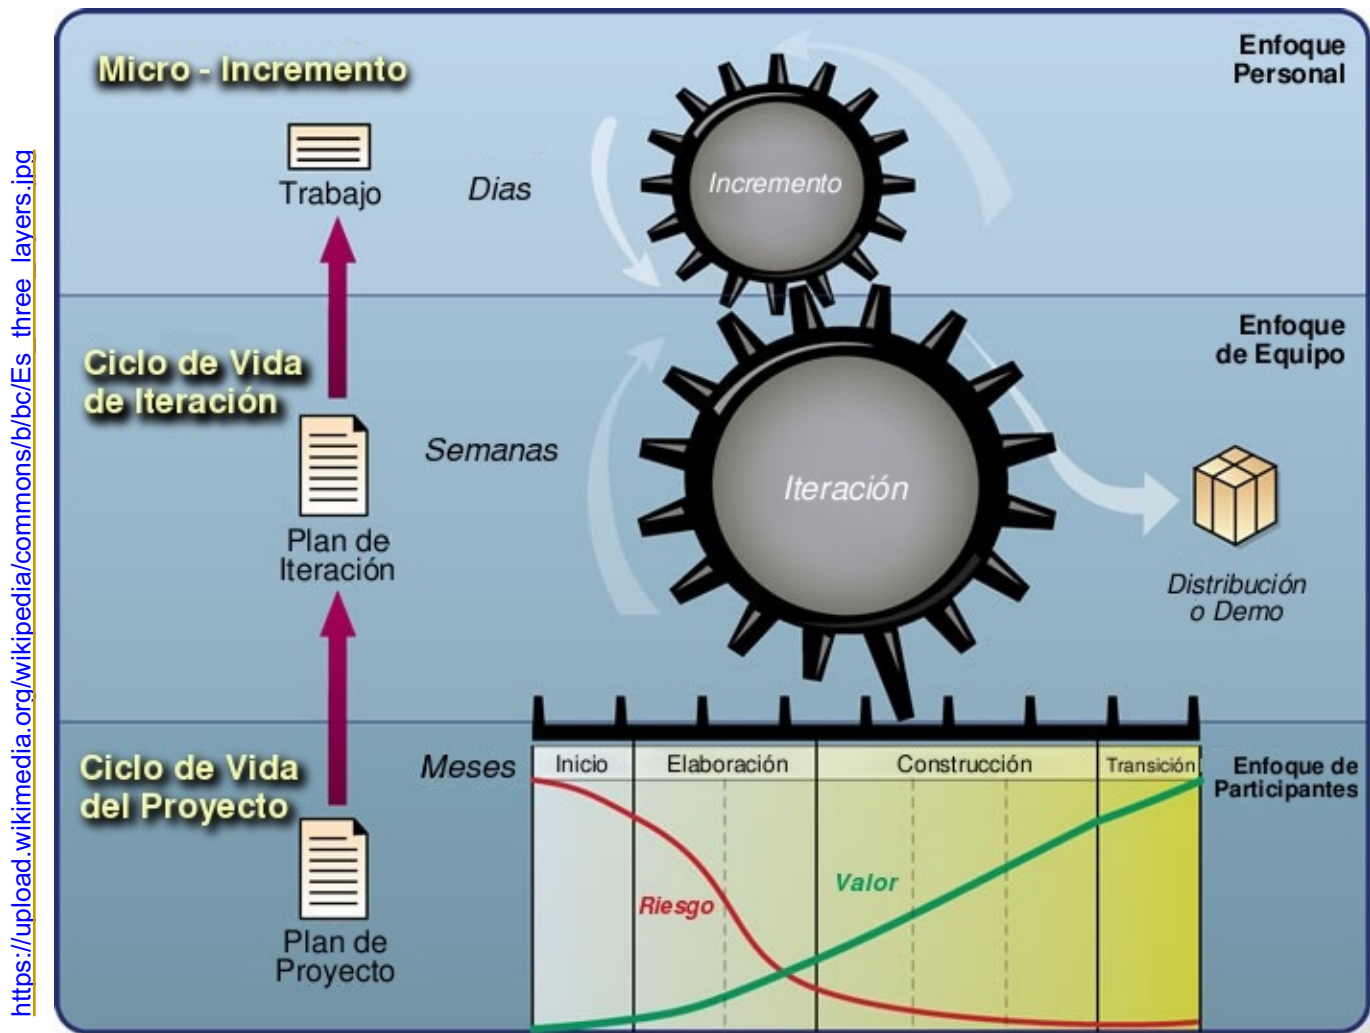 https://upload.wikimedia.org/wikipedia/commons/b/bc/Es_three_layers.jpg
Micro - Incremento
Enfoque
Personal
Trabajo
Dias
Incremento
Ciclo de Vida
de Iteración
Enfoque
de Equipo
Semanas
Iteración
Plan de
Iteración
Distribución
o Demo
Ciclo de Vida
del Proyecto
Meses
Inicio
Elaboración
Construcción
Transición
Enfoque de
Participantes
Riesgo
Valor
Plan de
Proyecto